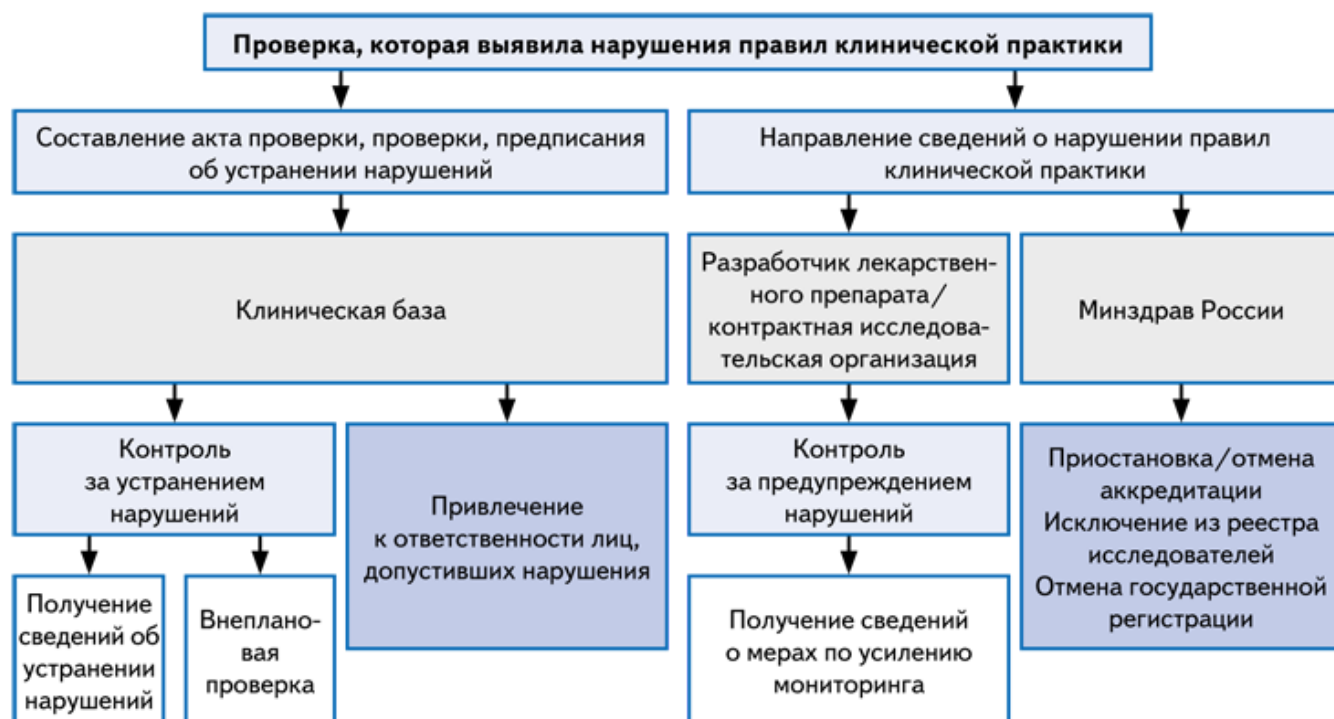 Проверка, которая выявила нарушения правил клинической практики
Составление акта проверки, проверки, предписания
об устранении нарушений
Направление сведений о нарушении правил
клинической практики
Клиническая база
Разработчик лекарствен-
ного препарата/
контрактная исследова-
тельская организация
Минздрав России
Контроль
за устранением
нарушений
Привлечение
к ответственности лиц,
допустивших нарушения
Контроль
за предупреждением
нарушений
Приостановка/отмена
аккредитации
Исключение из реестра
исследователей
Отмена государственной
регистрации
Получение
сведений об
устранении
нарушений
Внеплано-
вая
проверка
Получение сведений
о мерах по усилению
мониторинга